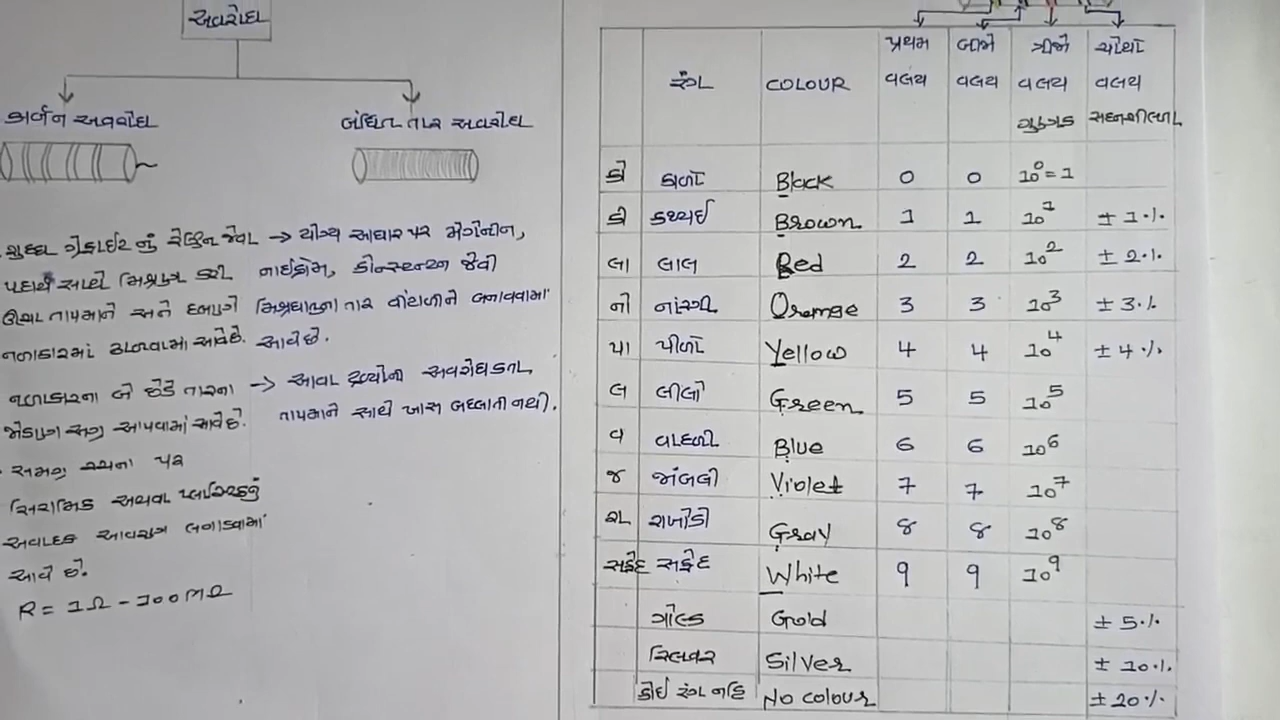 અવરોધ
કાર્બન અવરોધ
બંધિત તાર અવરોધ
શુદ્ધ ગ્રેફાઈટ નું રેઝિન જેવા
પદાર્થ સાથે મિશ્રણ કરી
ઊંચા તાપમાને અને દબાણે
નળાકારમાં ઢાળવામાં આવે છે.
નળાકારના બે છેડે તારના
જોડાણ અગ્ર આપવામાં આવે છે.
સમગ્ર રચના પર
સિરામિક અથવા પ્લાસ્ટિકનું
અવાહક આવરણ લગાડવામાં
આવે છે.
R = 1Ω - 100MΩ
→ યોગ્ય આધાર પર મેંગેનીન,
નાઈક્રોમ, કોન્સ્ટન્ટન જેવી
મિશ્રધાતુના તાર વીંટાળીને બનાવવામાં
આવે છે.
→ આવા દ્રવ્યોની અવરોધકતા
તાપમાને સાથે ખાસ બદલાતી નથી.
રંગ COLOUR પ્રથમ વલય બીજી વલય ત્રીજી વલય ગુણક ચોથી વલય સહનશીલતા
કા કાળો Black 0 0 10⁰=1
ક કથ્થઈ Brown 1 1 10¹ ± 1%
લા લાલ Red 2 2 10² ± 2%
ના નારંગી Orange 3 3 10³ ± 3%
પી પીળો Yellow 4 4 10⁴ ± 4%
લ લીલો Green 5 5 10⁵
વ વાદળી Blue 6 6 10⁶
જ જાંબલી Violet 7 7 10⁷
રા રાખોડી Gray 8 8 10⁸
સફેદ સફેદ White 9 9 10⁹
ગોલ્ડ Gold ± 5%
સિલવર Silver ± 10%
કોઈ રંગ નહિ No colour ± 20%